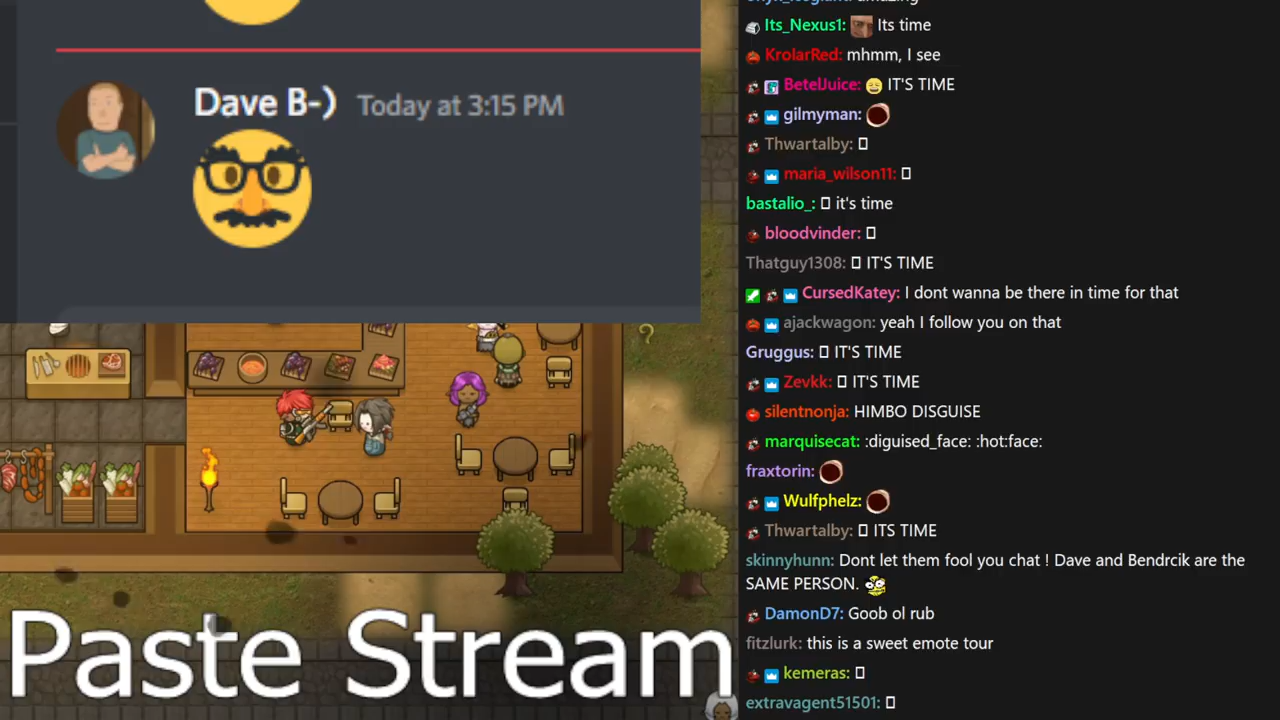 Its_Nexus1: Its time
KrolarRed: mhmm, I see
BetelJuice: IT'S TIME
gilmyman:
Thwartalby:
maria_wilson11:
bastalio_: it's time
bloodvinder:
Thatguy1308: IT'S TIME
CursedKatey: I dont wanna be there in time for that
ajackwagon: yeah I follow you on that
Gruggus: IT'S TIME
Zevkk: IT'S TIME
silentnonja: HIMBO DISGUISE
marquisecat: :diguised_face: :hot:face:
fraxtorin:
Wulfphelz:
Thwartalby: ITS TIME
skinnyhunn: Dont let them fool you chat ! Dave and Bendrcik are the
SAME PERSON.
DamonD7: Goob ol rub
fitzlurk: this is a sweet emote tour
kemeras:
extravagent51501:
Dave B-) Today at 3:15 PM
Paste Stream